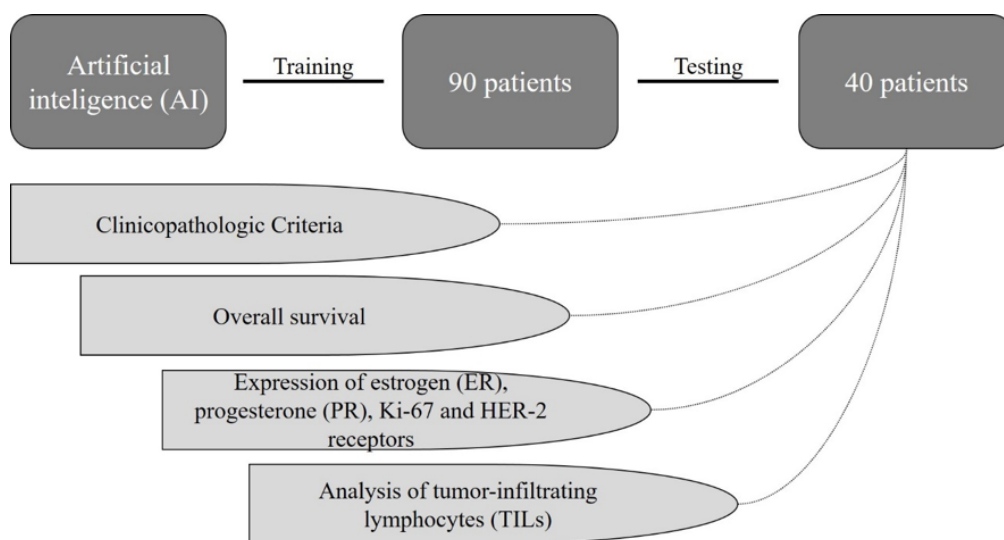 Artificial
inteligence (AI)
Training
90 patients
Testing
40 patients
Clinicopathologic Criteria
Overall survival
Expression of estrogen (ER),
progesterone (PR), Ki-67 and HER-2
receptors
Analysis of tumor-infiltrating
lymphocytes (TILs)